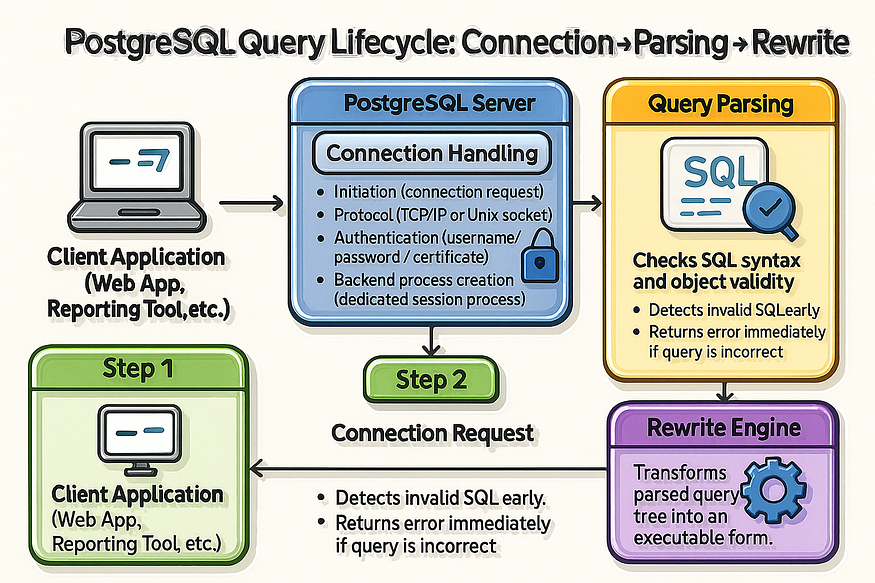 PostgreSQL Query Lifecycle: Connection→Parsing→Rewrite
Client Application
(Web App,
Reporting Tool,etc.)
PostgreSQL Server
Connection Handling
• Initiation (connection request)
• Protocol (TCP/IP or Unix socket)
• Authentication (username/
password / certificate)
• Backend process creation
(dedicated session process)
Query Parsing
SQL
Checks SQL syntax
and object validity
• Detects invalid SQLearly
• Returns error immediately
if query is incorrect
Step 1
Client Application
(Web App,
Reporting Tool, etc.)
Step 2
Connection Request
• Detects invalid SQL early.
• Returns error immediately
if query is incorrect
Rewrite Engine
Transforms
parsed query
tree into an
executable form.